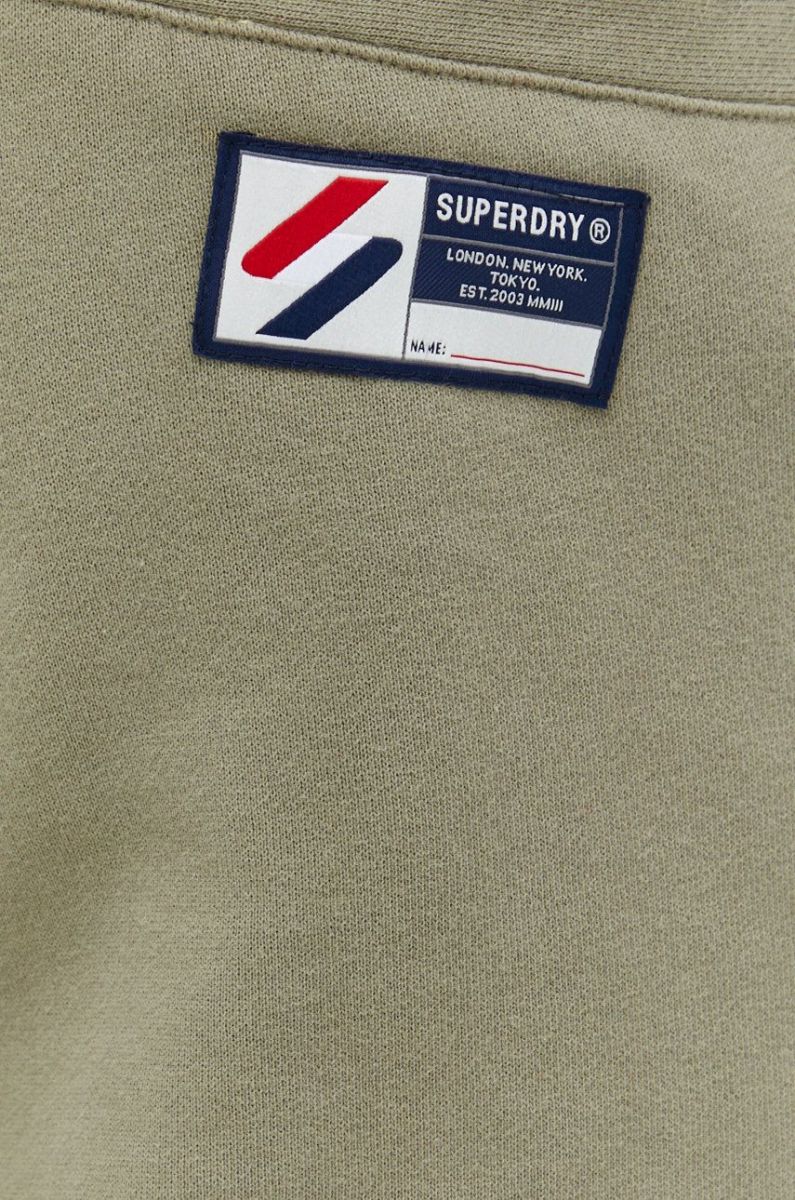 SUPERDRY®
LONDON. NEW YORK.
TOKYO.
EST. 2003 MMIII
NAME: